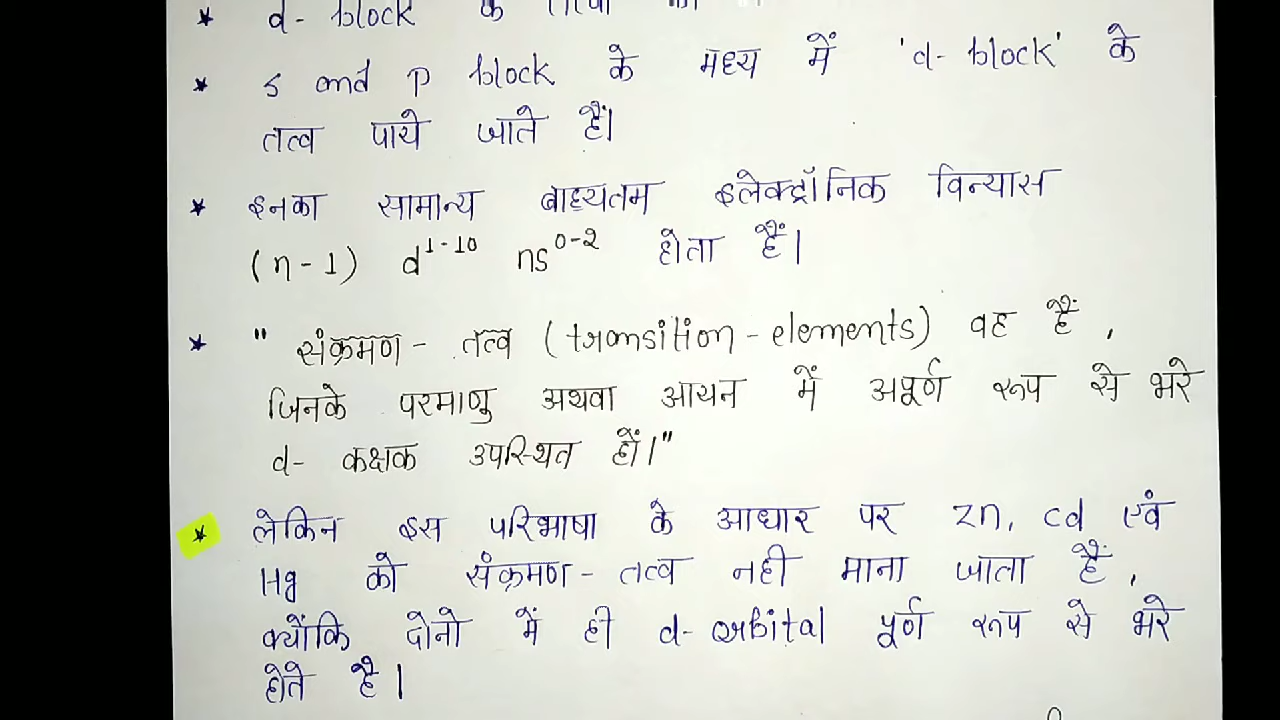 ★ d- block के तत्वों
★ s and p block के मध्य में 'd- block' के
तत्व पाये जाते हैं।
★ इनका सामान्य बाह्यतम इलेक्ट्रॉनिक विन्यास
(n-1) d¹⁻¹⁰ ns⁰⁻² होता हैं।
★ " संक्रमण- तत्व (transition-elements) वह हैं ,
जिनके परमाणु अथवा आयन में अपूर्ण रूप से भरे
d- कक्षक उपस्थित हों।"
★ लेकिन इस परिभाषा के आधार पर zn, cd एंव
Hg को संक्रमण- तत्व नही माना जाता हैं ,
क्योंकि दोनो में ही d- orbital पूर्ण रूप से भरे
होते है।